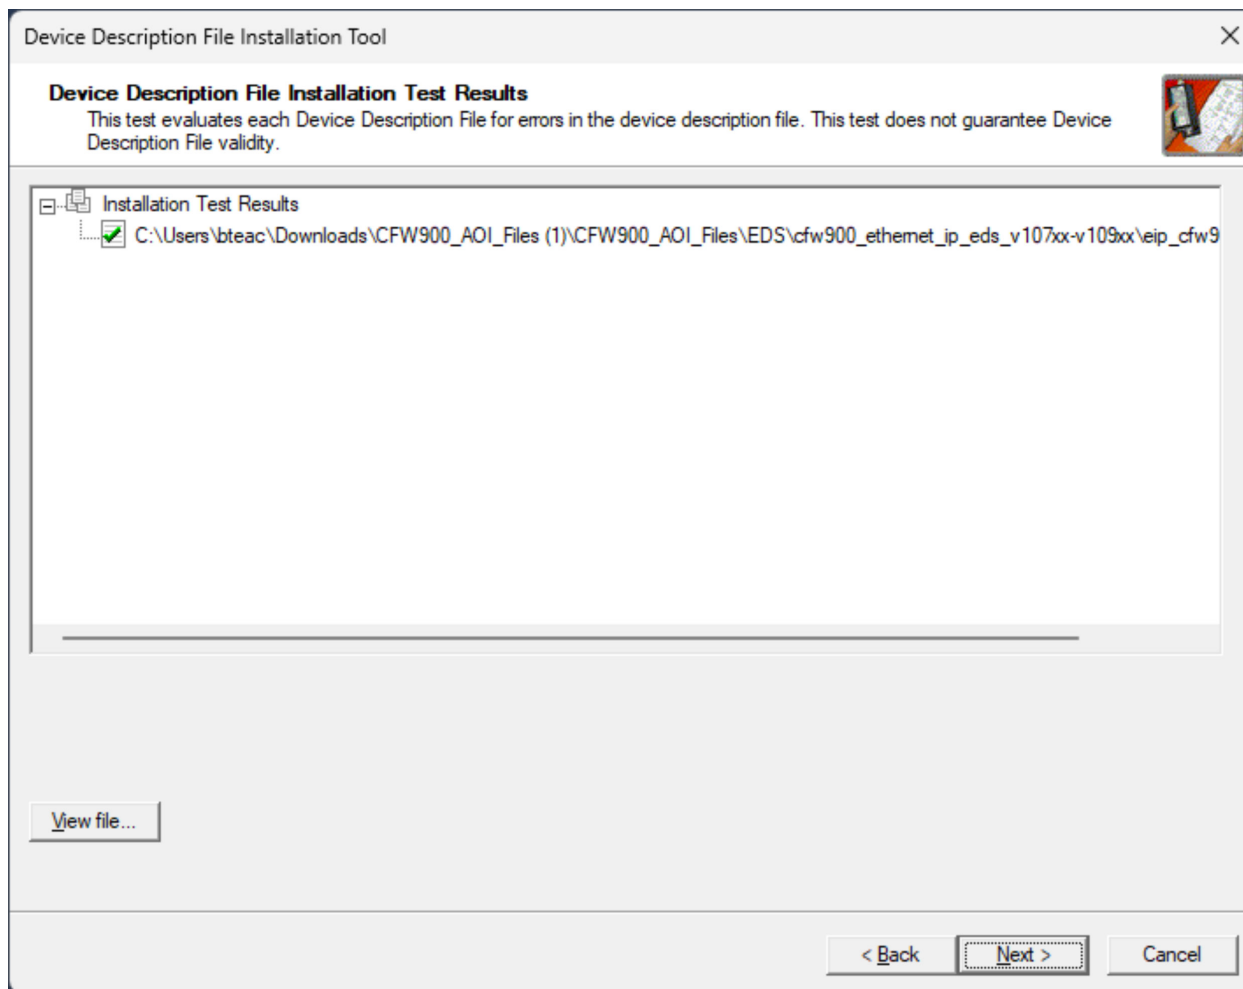 Device Description File Installation Tool
Device Description File Installation Test Results
This test evaluates each Device Description File for errors in the device description file. This test does not guarantee Device
Description File validity.
Installation Test Results
C:\Users\bteac\Downloads\CFW900_AOI_Files (1)\CFW900_AOI_Files\EDS\cfw900_ethernet_ip_eds_v107xx-v109xx\eip_cfw9
View file...
< Back
Next >
Cancel